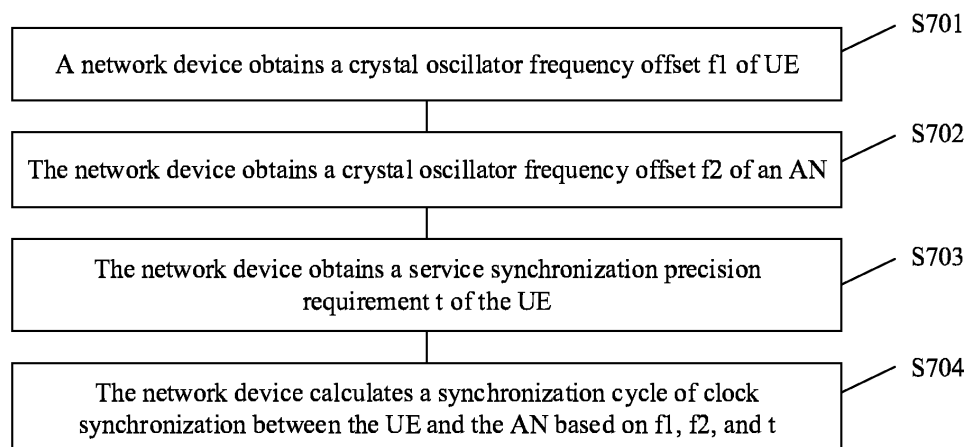 S701
A network device obtains a crystal oscillator frequency offset f1 of UE
S702
The network device obtains a crystal oscillator frequency offset f2 of an AN
S703
The network device obtains a service synchronization precision
requirement t of the UE
S704
The network device calculates a synchronization cycle of clock
synchronization between the UE and the AN based on f1, f2, and t